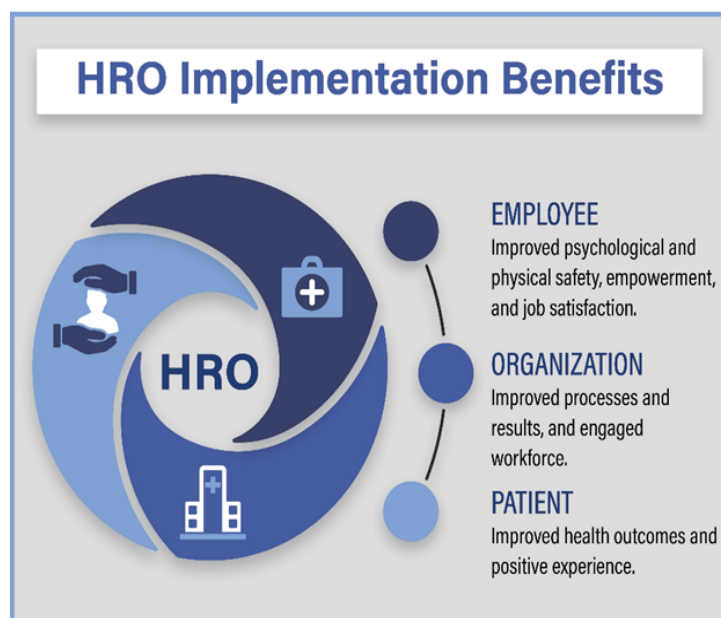 HRO Implementation Benefits
HRO
EMPLOYEE
Improved psychological and
physical safety, empowerment,
and job satisfaction.
ORGANIZATION
Improved processes and
results, and engaged
workforce.
PATIENT
Improved health outcomes and
positive experience.